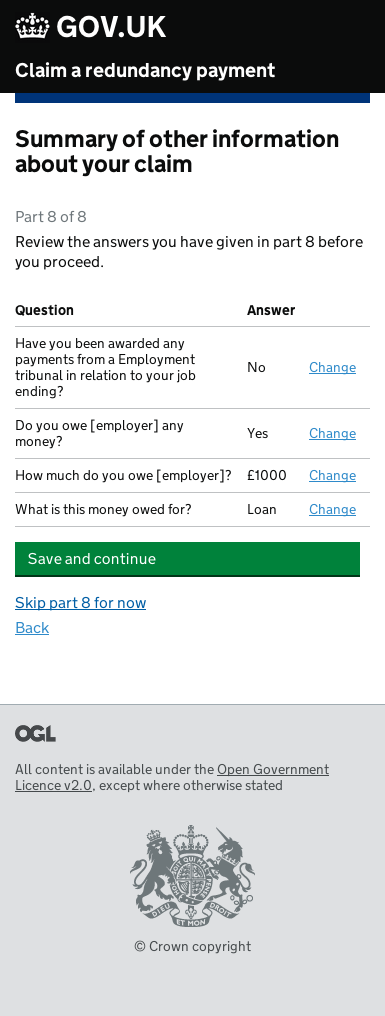 GOV.UK
Claim a redundancy payment
Summary of other information
about your claim
Part 8 of 8
Review the answers you have given in part 8 before
you proceed.
Question Answer
Have you been awarded any
payments from a Employment
tribunal in relation to your job
ending?
No Change
Do you owe [employer] any
money?
Yes Change
How much do you owe [employer]? £1000 Change
What is this money owed for? Loan Change
Save and continue
Skip part 8 for now
Back
OGL
All content is available under the Open Government
Licence v2.0, except where otherwise stated
DIEU ET MON DROIT
© Crown copyright